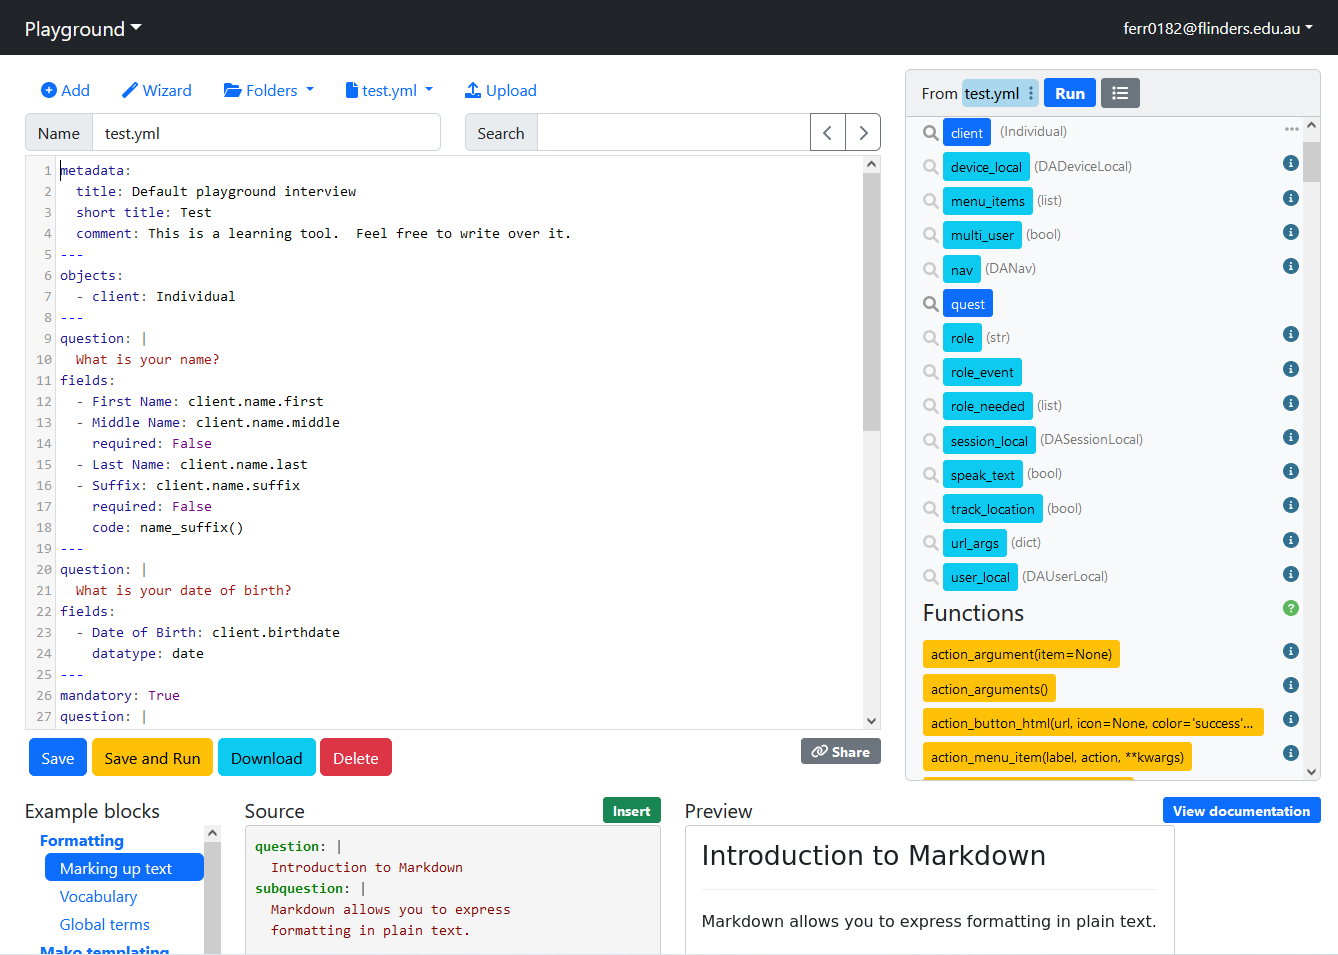 Playground
ferr0182@flinders.edu.au
Add Wizard Folders test.yml Upload
Name test.yml
Search
1 metadata:
2   title: Default playground interview
3   short title: Test
4   comment: This is a learning tool.  Feel free to write over it.
5 ---
6 objects:
7   - client: Individual
8 ---
9 question: |
10   What is your name?
11 fields:
12   - First Name: client.name.first
13   - Middle Name: client.name.middle
14     required: False
15   - Last Name: client.name.last
16   - Suffix: client.name.suffix
17     required: False
18     code: name_suffix()
19 ---
20 question: |
21   What is your date of birth?
22 fields:
23   - Date of Birth: client.birthdate
24     datatype: date
25 ---
26 mandatory: True
27 question: |
Save Save and Run Download Delete
Share
From test.yml Run
client (Individual)
device_local (DADeviceLocal)
menu_items (list)
multi_user (bool)
nav (DANav)
quest
role (str)
role_event
role_needed (list)
session_local (DASessionLocal)
speak_text (bool)
track_location (bool)
url_args (dict)
user_local (DAUserLocal)
Functions
action_argument(item=None)
action_arguments()
action_button_html(url, icon=None, color='success'...
action_menu_item(label, action, **kwargs)
Example blocks
Formatting
Marking up text
Vocabulary
Global terms
Mako templating
Source
Insert
question: |
  Introduction to Markdown
subquestion: |
  Markdown allows you to express
  formatting in plain text.
Preview
View documentation
Introduction to Markdown
Markdown allows you to express formatting in plain text.